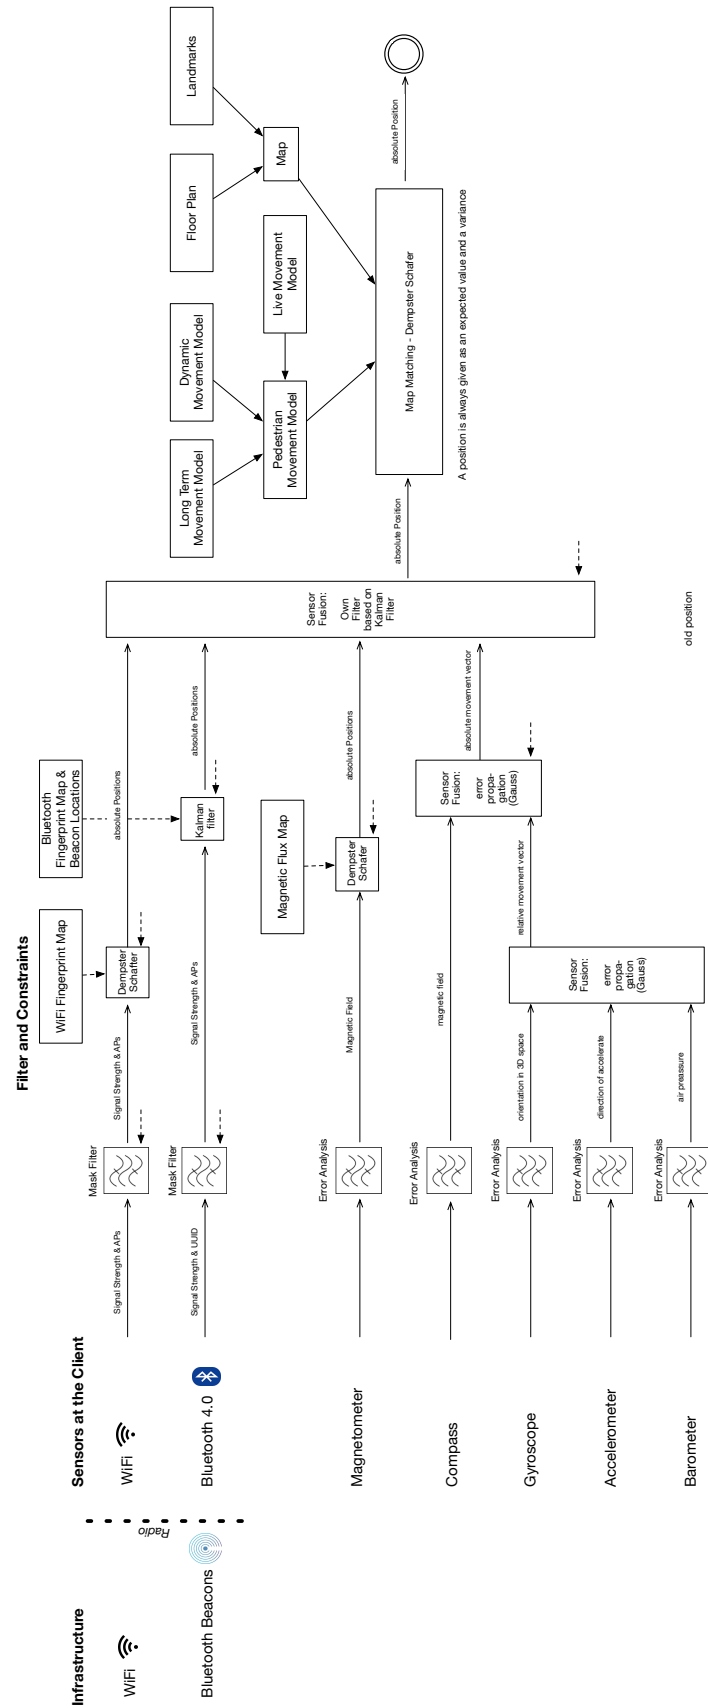 Infrastructure
Sensors at the Client
Filter and Constraints
WiFi
Radio
WiFi
Signal Strength & APs
Mask Filter
Signal Strength & APs
WiFi Fingerprint Map
Dempster
Schafter
absolute Positions
Bluetooth Beacons
Bluetooth 4.0
Signal Strength & UUID
Mask Filter
Signal Strength & APs
Bluetooth
Fingerprint Map &
Beacon Locations
Kalman
filter
absolute Positions
Magnetometer
Error Analysis
Magnetic Field
Magnetic Flux Map
Dempster
Schafer
absolute Positions
Compass
Error Analysis
magnetic field
Sensor
Fusion:
error
propa-
gation
(Gauss)
absolute movement vector
Gyroscope
Error Analysis
orientation in 3D space
relative movement vector
Accelerometer
Error Analysis
direction of accelerate
Sensor
Fusion:
error
propa-
gation
(Gauss)
Barometer
Error Analysis
air preassure
Sensor
Fusion:
Own
Filter
based on
Kalman
Filter
old position
absolute Position
Long Term
Movement Model
Dynamic
Movement Model
Pedestrian
Movement Model
Live Movement
Model
Floor Plan
Landmarks
Map
Map Matching - Dempster Schafer
A position is always given as an expected value and a variance
absolute Position